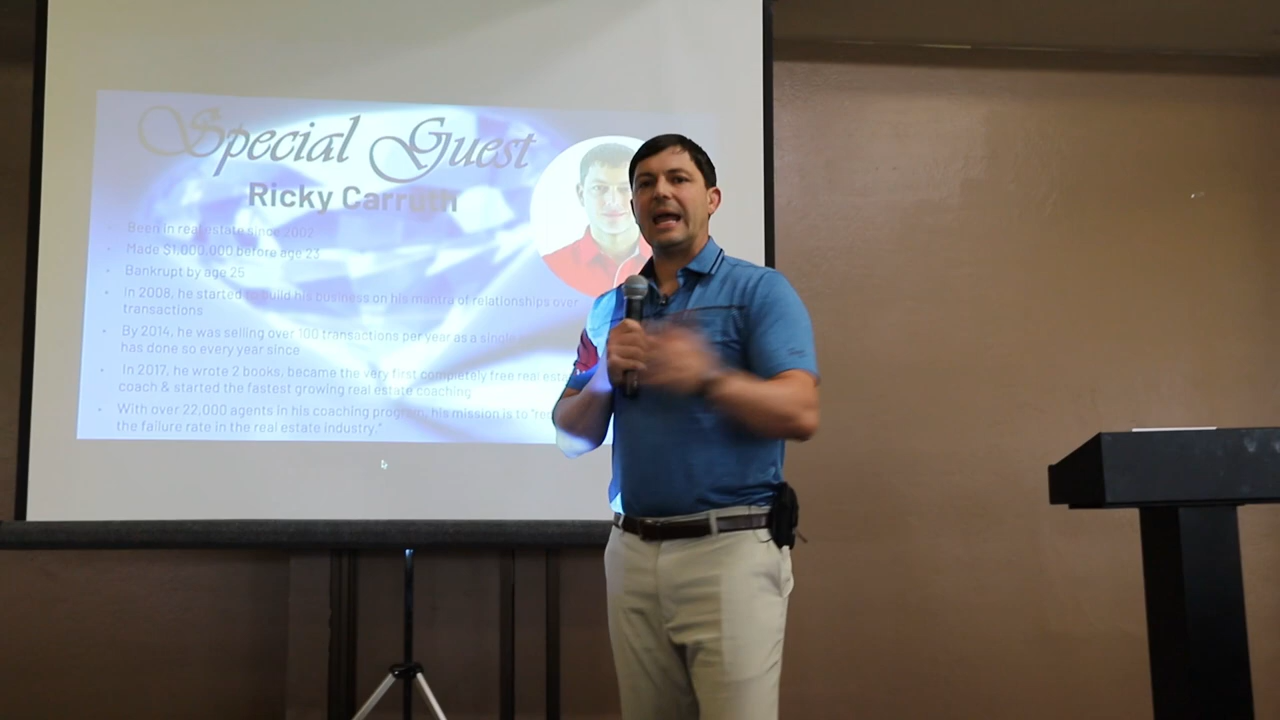 Special Guest
Ricky Carruth
• Been in real estate since 2002
• Made $1,000,000 before age 23
• Bankrupt by age 25
• In 2008, he started to build his business on his mantra of relationships over
transactions
• By 2014, he was selling over 100 transactions per year as a single
has done so every year since
• In 2017, he wrote 2 books, became the very first completely free real estate
coach & started the fastest growing real estate coaching
• With over 22,000 agents in his coaching program, his mission is to
the failure rate in the real estate industry."